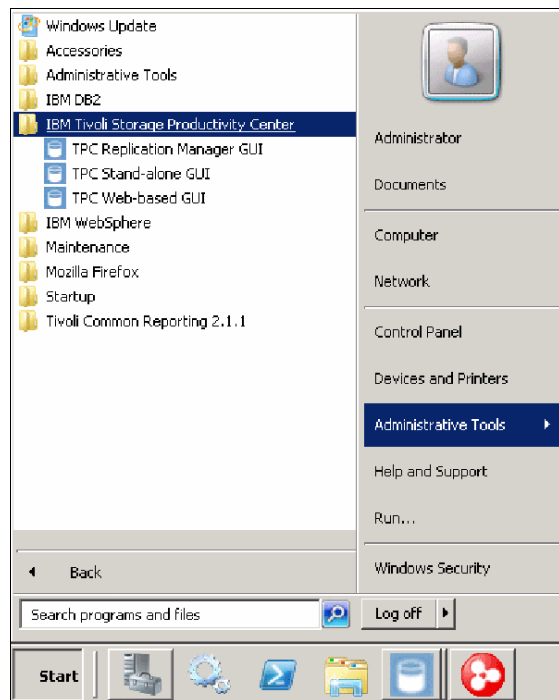 Windows Update
Accessories
Administrative Tools
IBM DB2
IBM Tivoli Storage Productivity Center
TPC Replication Manager GUI
TPC Stand-alone GUI
TPC Web-based GUI
IBM WebSphere
Maintenance
Mozilla Firefox
Startup
Tivoli Common Reporting 2.1.1
Back
Search programs and files
Administrator
Documents
Computer
Network
Control Panel
Devices and Printers
Administrative Tools
Help and Support
Run...
Windows Security
Log off
Start